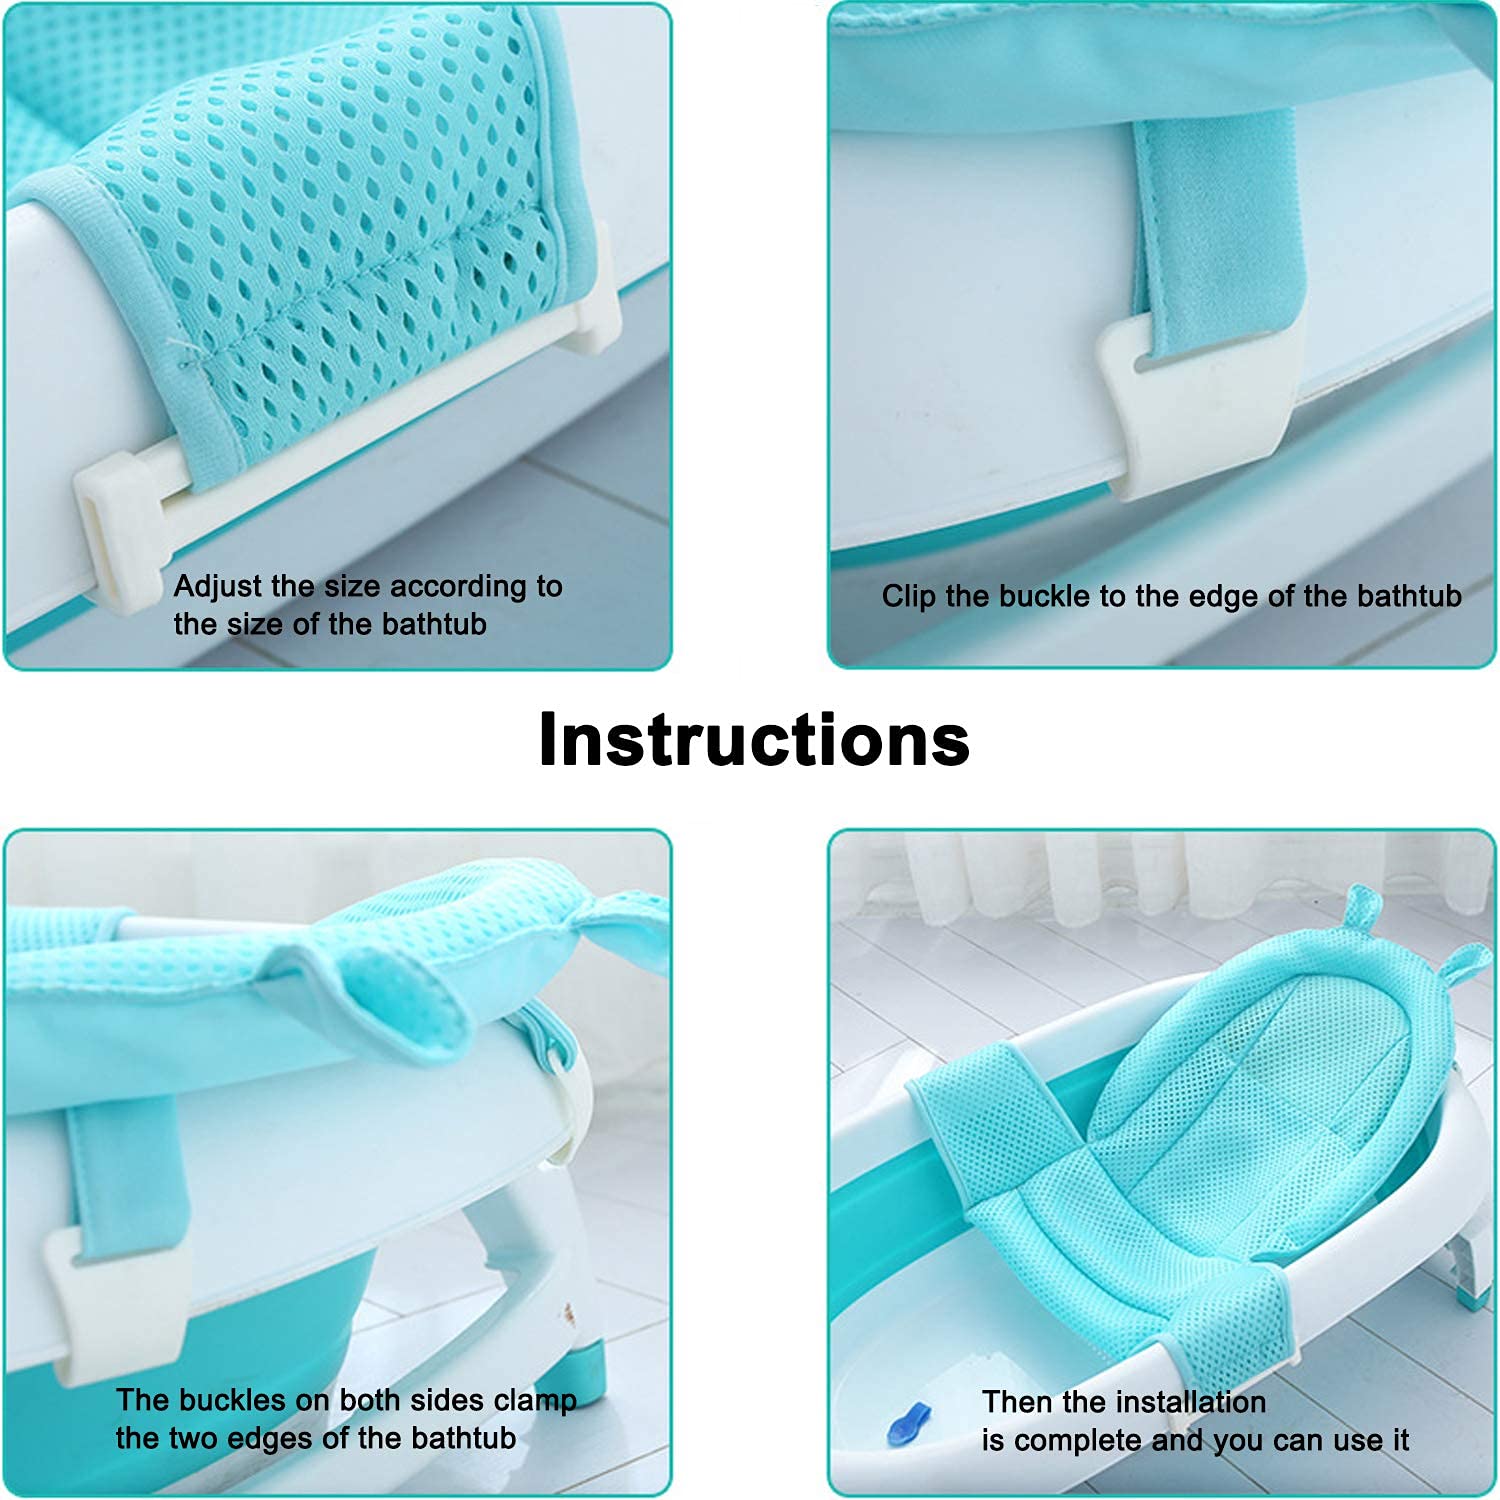 Adjust the size according to
the size of the bathtub
Clip the buckle to the edge of the bathtub
Instructions
The buckles on both sides clamp
the two edges of the bathtub
Then the installation
is complete and you can use it